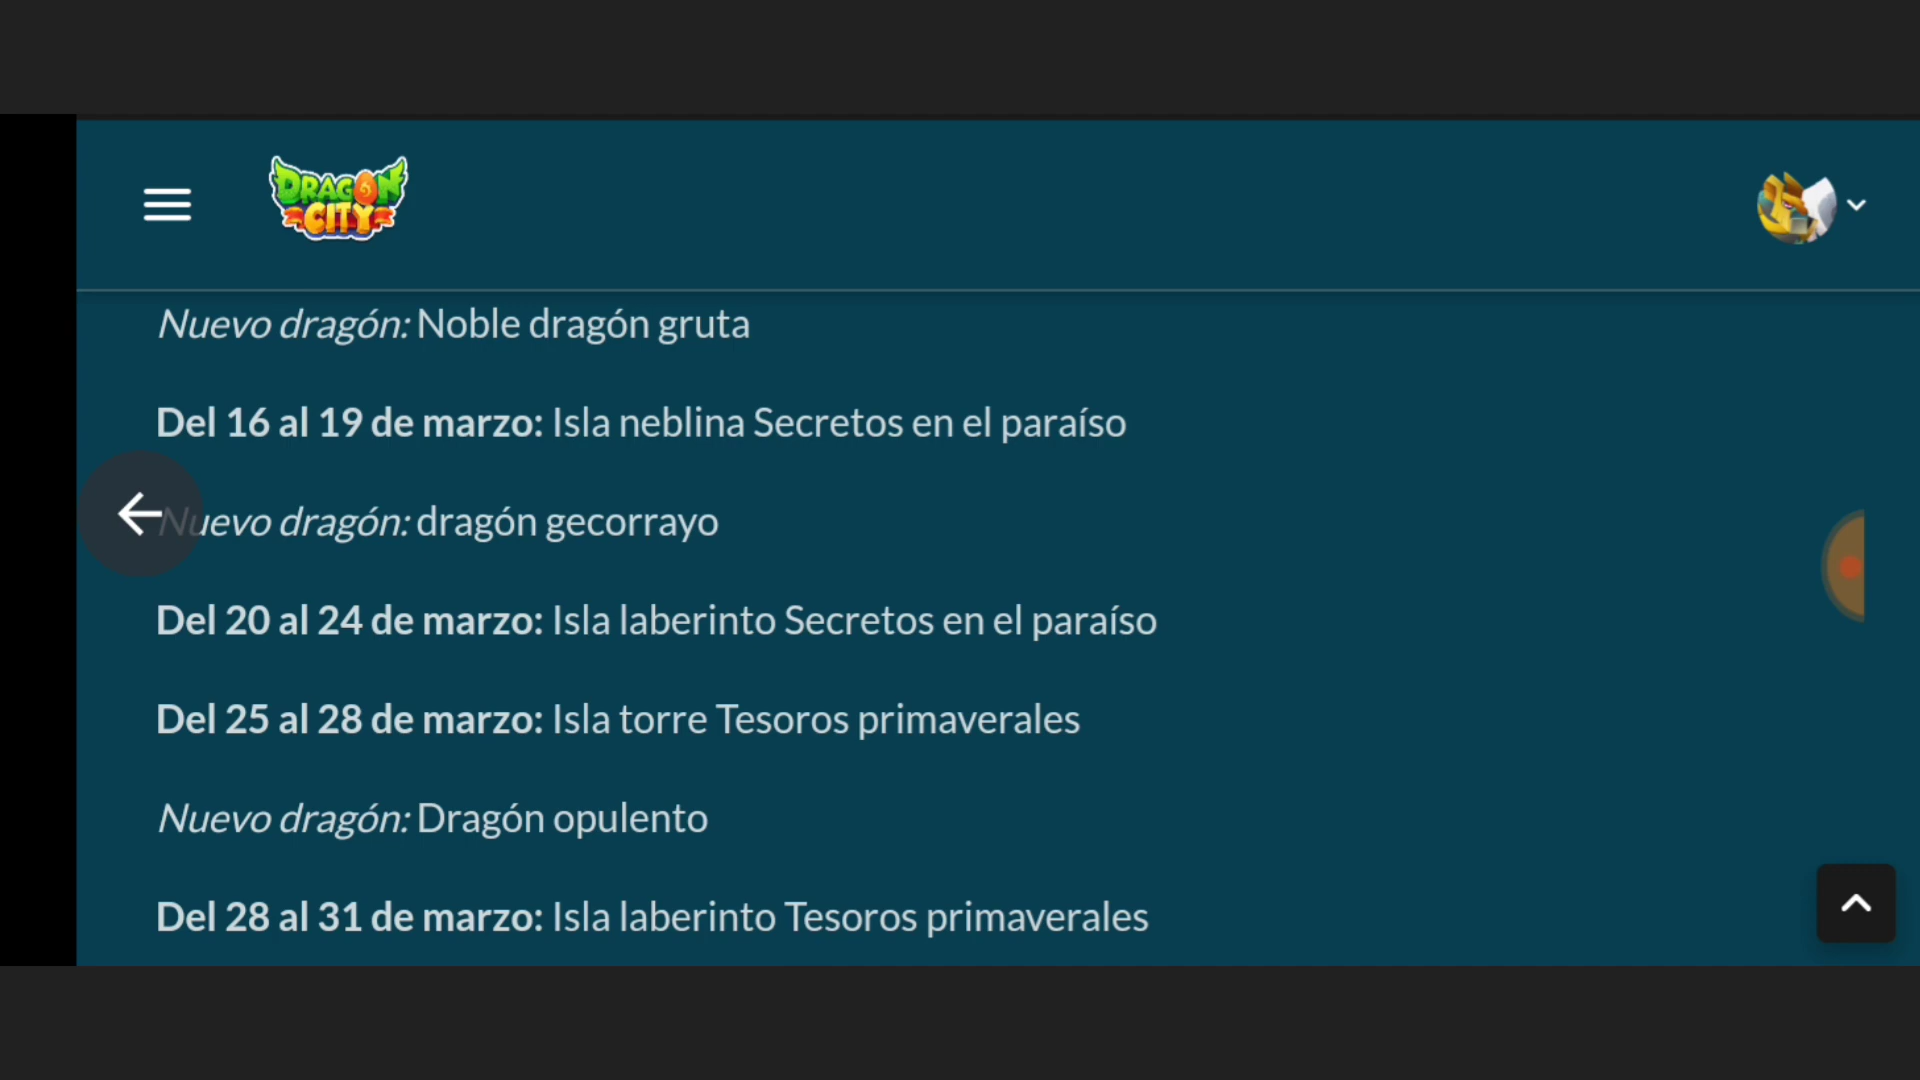 DRAGON
CITY
Nuevo dragón: Noble dragón gruta
Del 16 al 19 de marzo: Isla neblina Secretos en el paraíso
Nuevo dragón: dragón gecorrayo
Del 20 al 24 de marzo: Isla laberinto Secretos en el paraíso
Del 25 al 28 de marzo: Isla torre Tesoros primaverales
Nuevo dragón: Dragón opulento
Del 28 al 31 de marzo: Isla laberinto Tesoros primaverales